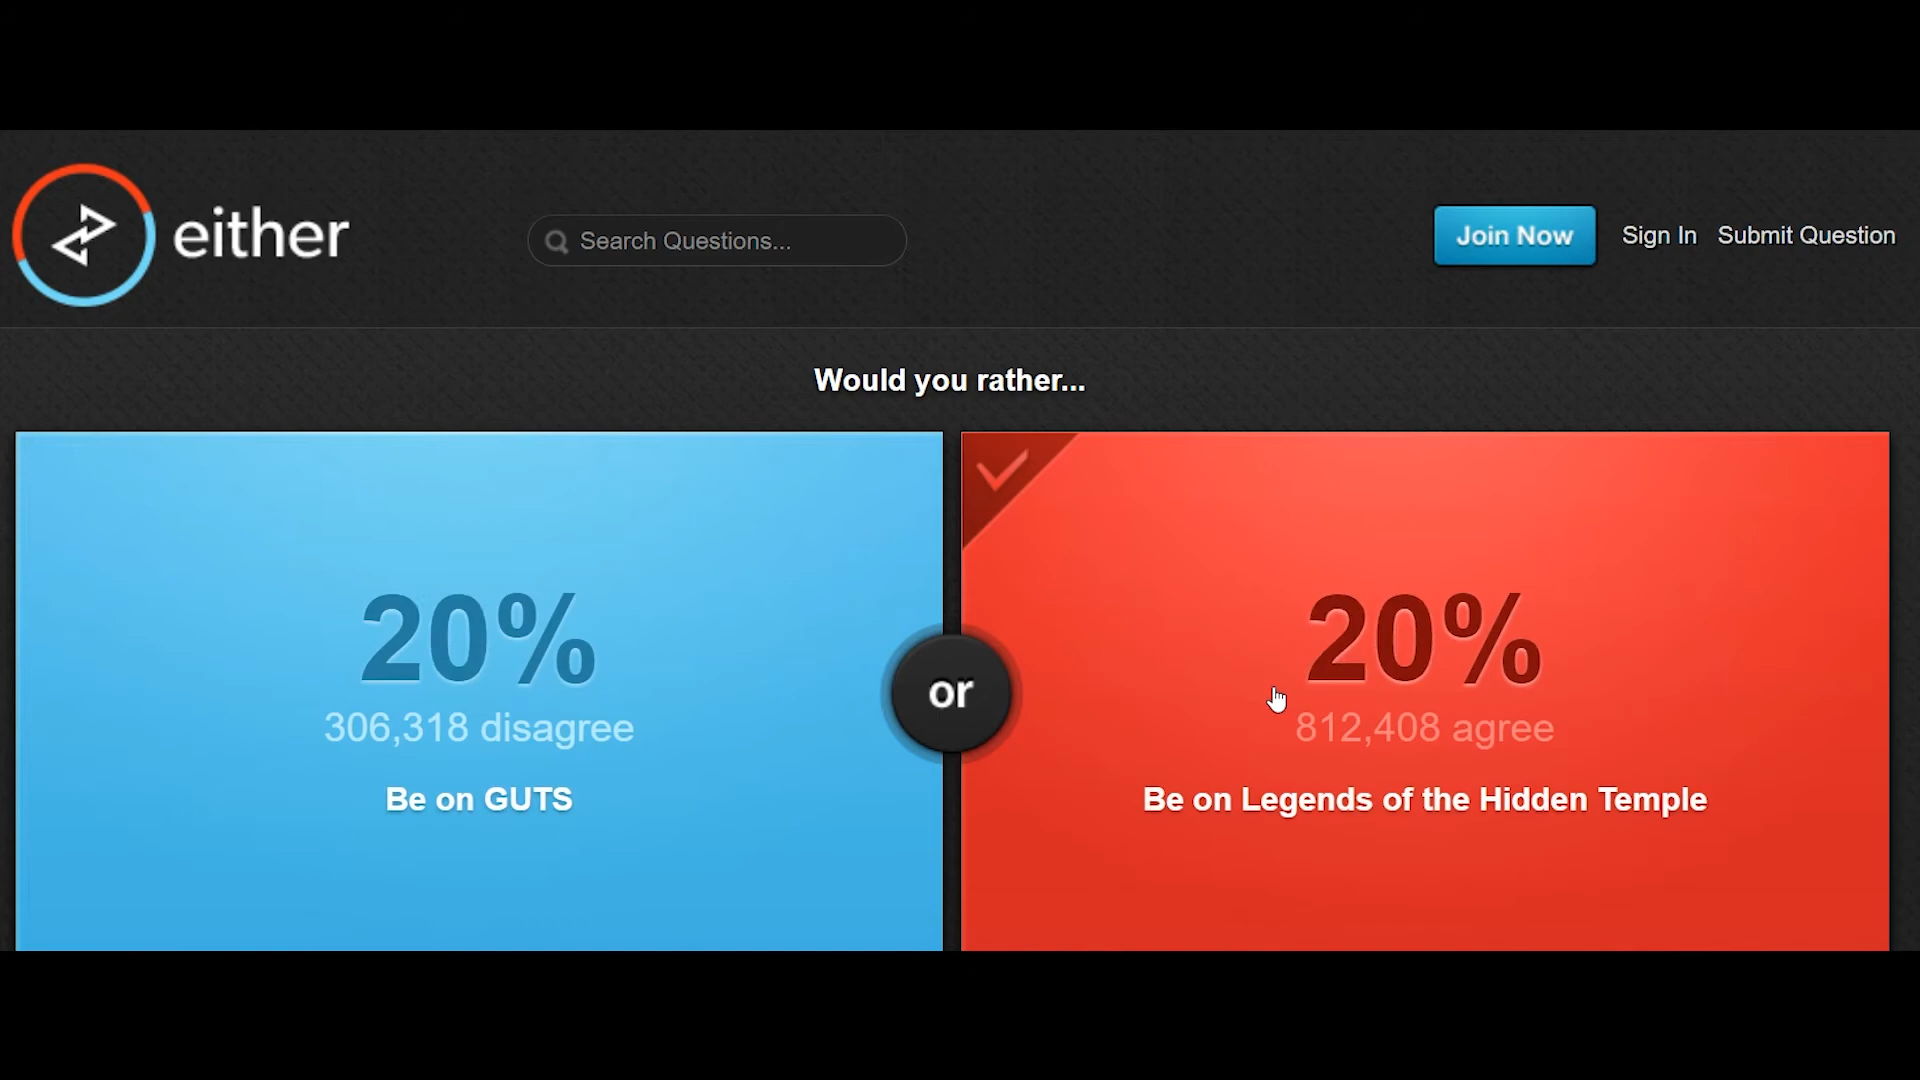 either
Search Questions...
Join Now
Sign In
Submit Question
Would you rather...
20%
306,318 disagree
Be on GUTS
or
20%
812,408 agree
Be on Legends of the Hidden Temple